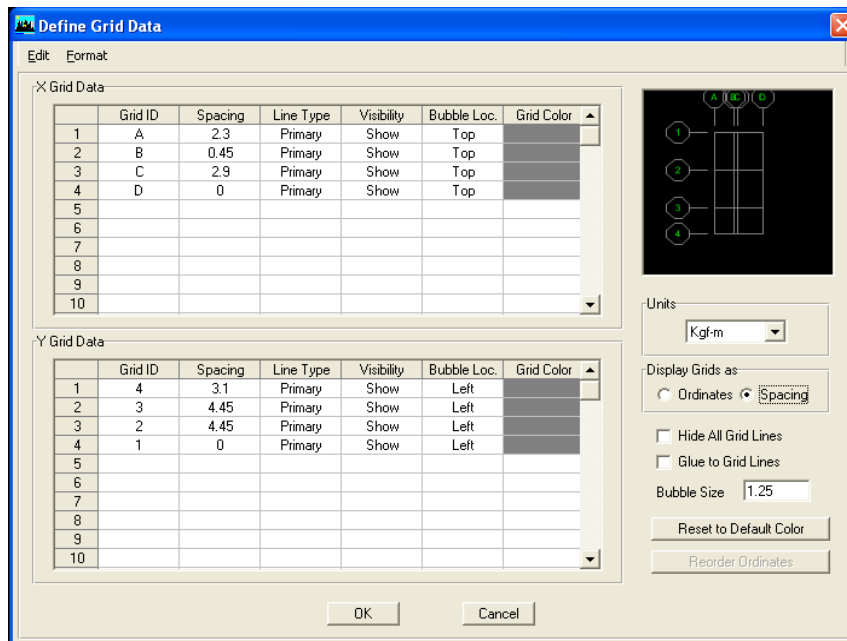 Define Grid Data
Edit Format
X Grid Data
Grid ID Spacing Line Type Visibility Bubble Loc. Grid Color
1 A 2.3 Primary Show Top
2 B 0.45 Primary Show Top
3 C 2.9 Primary Show Top
4 D 0 Primary Show Top
5
6
7
8
9
10
Y Grid Data
Grid ID Spacing Line Type Visibility Bubble Loc. Grid Color
1 4 3.1 Primary Show Left
2 3 4.45 Primary Show Left
3 2 4.45 Primary Show Left
4 1 0 Primary Show Left
5
6
7
8
9
10
A B C D
1
2
3
4
Units
Kgf-m
Display Grids as
Ordinates Spacing
Hide All Grid Lines
Glue to Grid Lines
Bubble Size 1.25
Reset to Default Color
Reorder Ordinates
OK Cancel